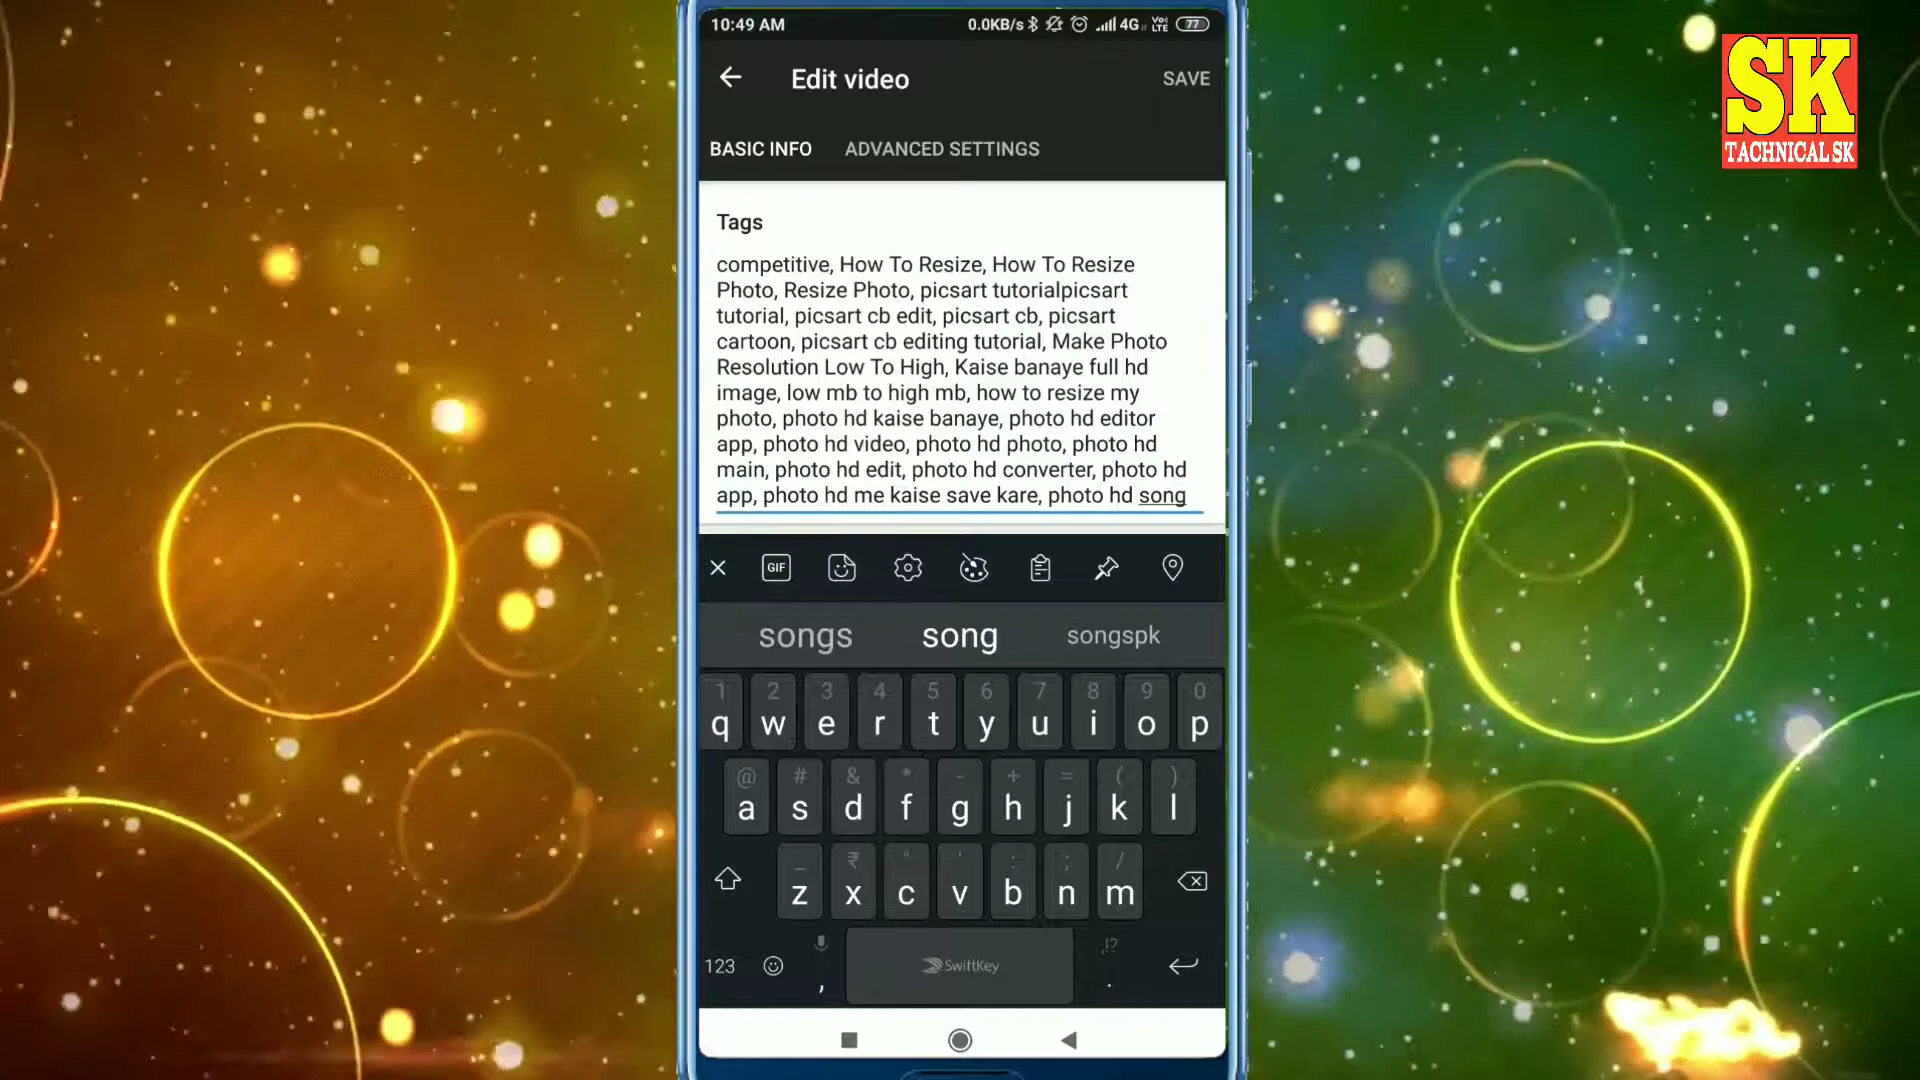 10:49 AM
0.0KB/s 4G Vo) LTE 77
SK
TACHNICAL SK
Edit video
SAVE
BASIC INFO
ADVANCED SETTINGS
Tags
competitive, How To Resize, How To Resize
Photo, Resize Photo, picsart tutorialpicsart
tutorial, picsart cb edit, picsart cb, picsart
cartoon, picsart cb editing tutorial, Make Photo
Resolution Low To High, Kaise banaye full hd
image, low mb to high mb, how to resize my
photo, photo hd kaise banaye, photo hd editor
app, photo hd video, photo hd photo, photo hd
main, photo hd edit, photo hd converter, photo hd
app, photo hd me kaise save kare, photo hd song
GIF
songs song songspk
1 2 3 4 5 6 7 8 9 0
q w e r t y u i o p
@ # & * - + = ( )
a s d f g h j k l
_ ₹ " ' : ; /
z x c v b n m
!?
123 , SwiftKey .